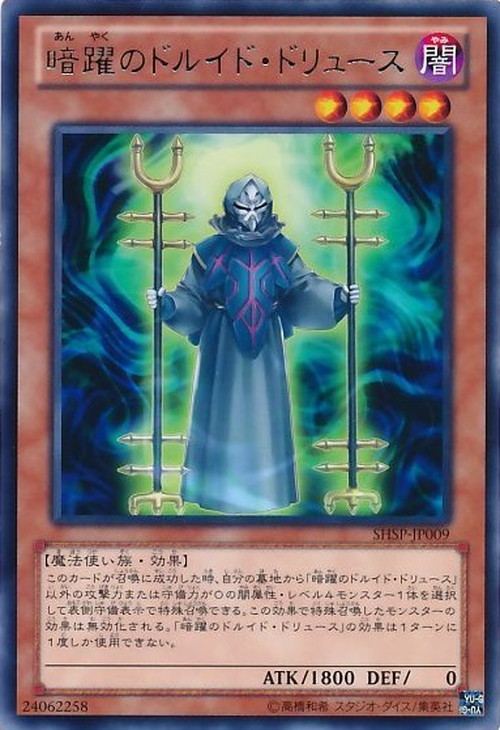 暗躍のドルイド・ドリュース 闇
SHSP-JP009
【魔法使い族・効果】
このカードが召喚に成功した時、自分の墓地から「暗躍のドルイド・ドリュース」
以外の攻撃力または守備力が0の闇属性・レベル4モンスター1体を選択
して表側守備表示で特殊召喚できる。この効果で特殊召喚したモンスターの
効果は無効化される。「暗躍のドルイド・ドリュース」の効果は1ターンに
1度しか使用できない。
ATK/1800 DEF/ 0
24062258 ©高橋和希 スタジオ・ダイス/集英社